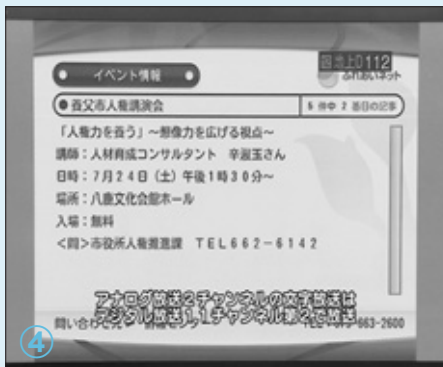 イベント情報
地上D112
ふれあいネット
●養父市人権講演会
5件中 2番目の記事
「人権力を養う」~想像力を広げる視点~
講師:人材育成コンサルタント 辛淑玉さん
日時:7月24日(土)午後1時30分~
場所:八鹿文化会館ホール
入場:無料
<問>市役所人権推進課 TEL662-6142
アナログ放送2チャンネルの文字放送は
デジタル放送11チャンネル第2で放送
問い合わせ先
663-2600
④